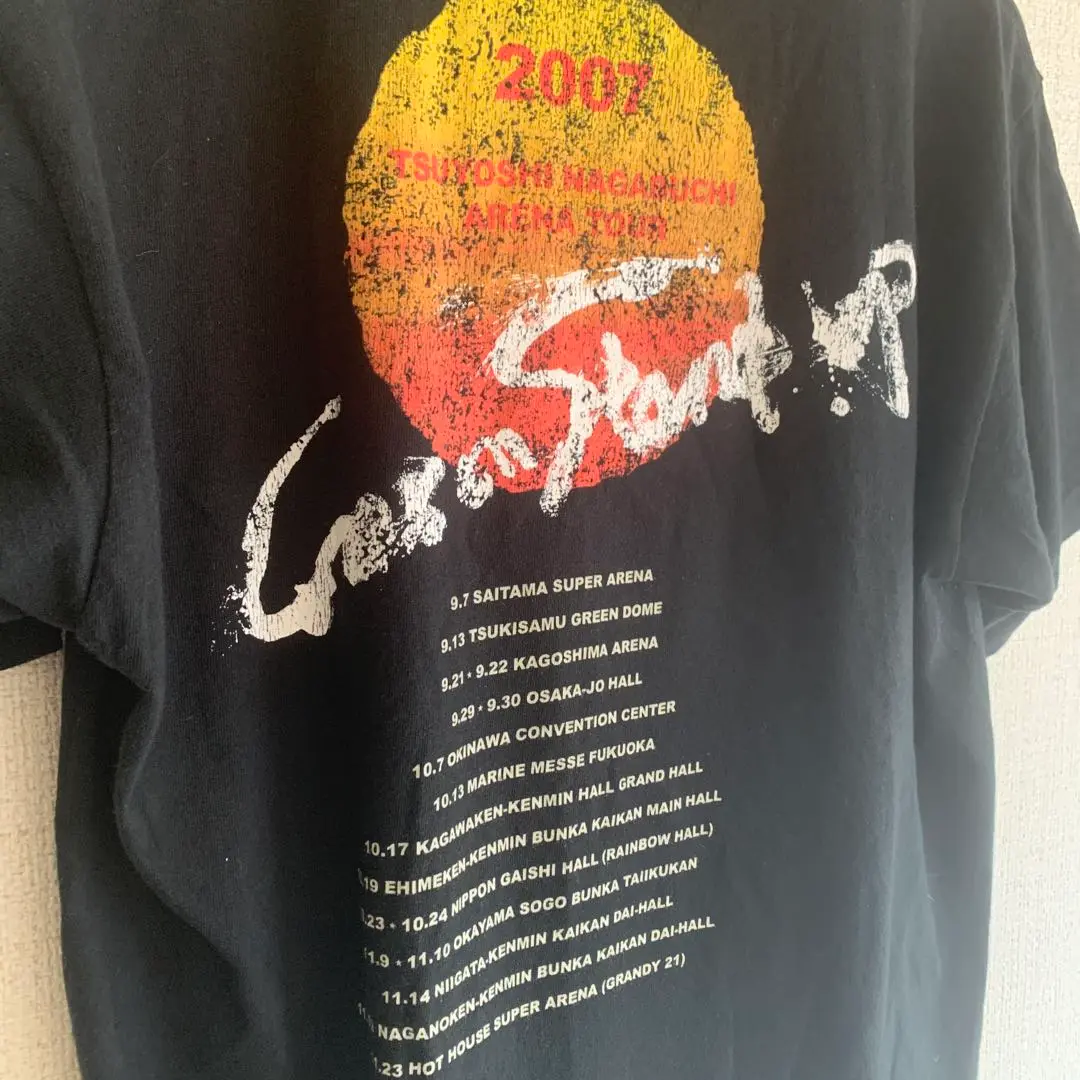 2007
TSUYOSHI NAGABUCHI
ARENA TOUR
Come on Stand up!
9.7 SAITAMA SUPER ARENA
9.13 TSUKISAMU GREEN DOME
9.21 * 9.22 KAGOSHIMA ARENA
9.29 * 9.30 OSAKA-JO HALL
10.7 OKINAWA CONVENTION CENTER
10.13 MARINE MESSE FUKUOKA
10.17 KAGAWAKEN-KENMIN HALL GRAND HALL
19 EHIMEKEN-KENMIN BUNKA KAIKAN MAIN HALL
.23 * 10.24 NIPPON GAISHI HALL (RAINBOW HALL)
11.9 * 11.10 OKAYAMA SOGO BUNKA TAIIKUKAN
11.14 NIIGATA-KENMIN KAIKAN DAI-HALL
NAGANOKEN-KENMIN BUNKA KAIKAN DAI-HALL
.23 HOT HOUSE SUPER ARENA (GRANDY 21)